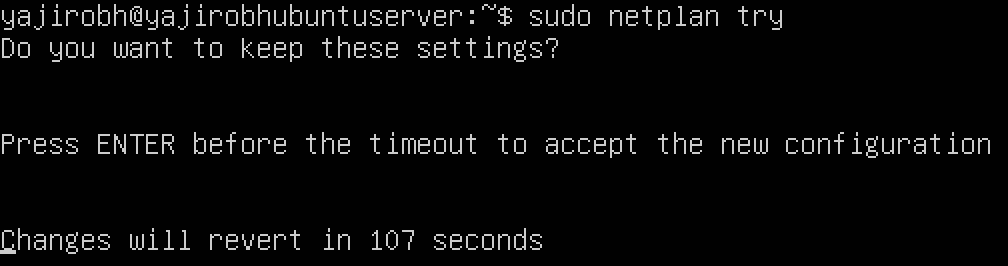 yajirobh@yajirobhubuntuserver:~$ sudo netplan try
Do you want to keep these settings?
Press ENTER before the timeout to accept the new configuration
Changes will revert in 107 seconds